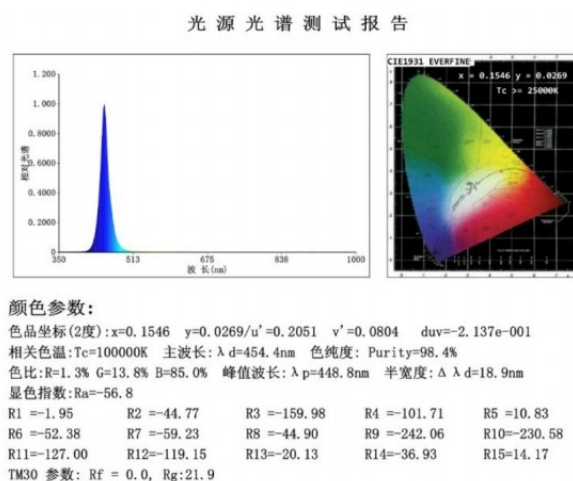 光源光谱测试报告
1.200
1.000
0.8000
0.6000
0.4000
0.2000
0
相对光谱
350 513 675 838 1000
波 长(nm)
CIE1931 EVERFINE
x = 0.1546 y = 0.0269
Tc >= 25000K
颜色参数:
色品坐标(2度):x=0.1546 y=0.0269/u'=0.2051 v'=0.0804 duv=-2.137e-001
相关色温:Tc=100000K 主波长:λd=454.4nm 色纯度: Purity=98.4%
色比:R=1.3% G=13.8% B=85.0% 峰值波长:λp=448.8nm 半宽度:Δλd=18.9nm
显色指数:Ra=-56.8
R1 =-1.95 R2 =-44.77 R3 =-159.98 R4 =-101.71 R5 =10.83
R6 =-52.38 R7 =-59.23 R8 =-44.90 R9 =-242.06 R10=-230.58
R11=-127.00 R12=-119.15 R13=-20.13 R14=-36.93 R15=14.17
TM30 参数: Rf = 0.0, Rg:21.9